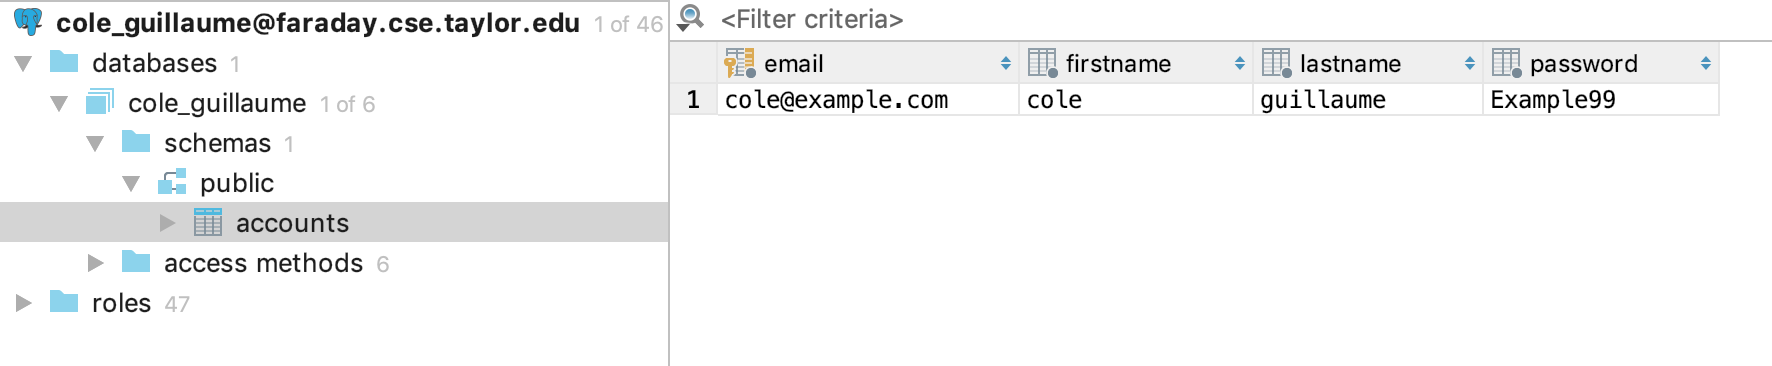 cole_guillaume@faraday.cse.taylor.edu 1 of 46
databases 1
cole_guillaume 1 of 6
schemas 1
public
accounts
access methods 6
roles 47
<Filter criteria>
email firstname lastname password
1 cole@example.com cole guillaume Example99